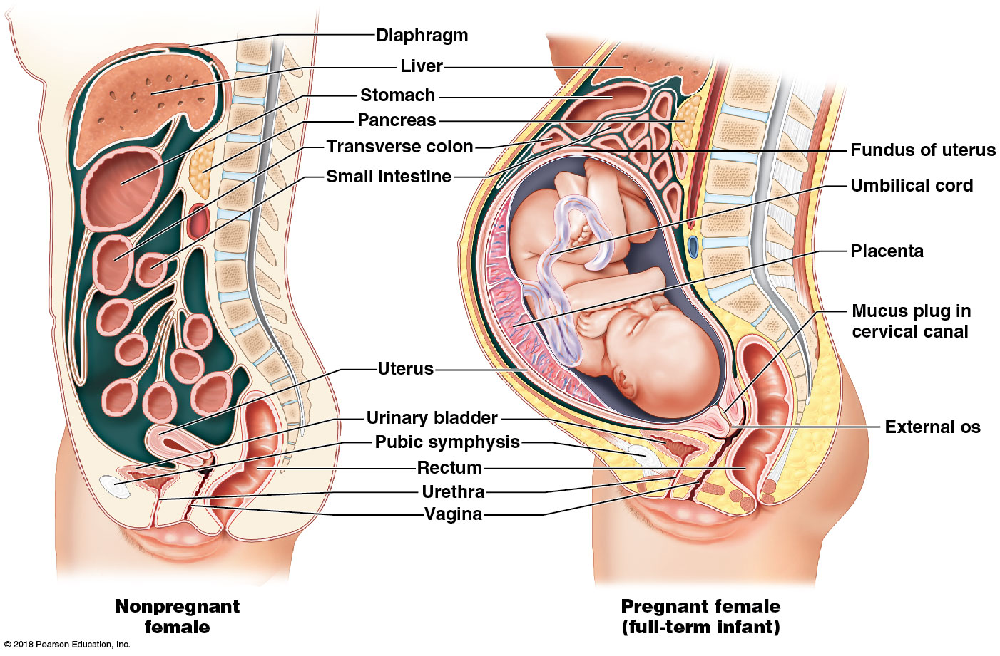 Diaphragm
Liver
Stomach
Pancreas
Transverse colon
Small intestine
Uterus
Urinary bladder
Pubic symphysis
Rectum
Urethra
Vagina
Fundus of uterus
Umbilical cord
Placenta
Mucus plug in
cervical canal
External os
Nonpregnant
female
Pregnant female
(full-term infant)
© 2018 Pearson Education, Inc.